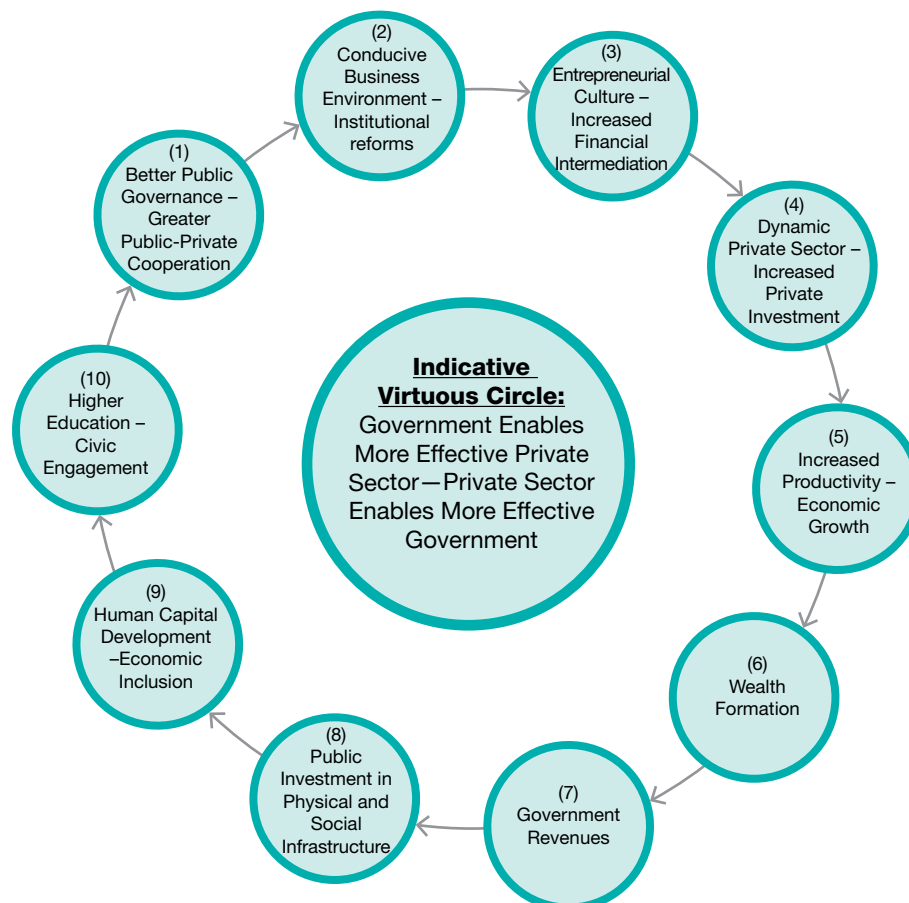 (1)
Better Public
Governance –
Greater
Public-Private
Cooperation
(2)
Conducive
Business
Environment –
Institutional
reforms
(3)
Entrepreneurial
Culture –
Increased
Financial
Intermediation
(4)
Dynamic
Private Sector –
Increased
Private
Investment
(5)
Increased
Productivity –
Economic
Growth
(6)
Wealth
Formation
(7)
Government
Revenues
(8)
Public
Investment in
Physical and
Social
Infrastructure
(9)
Human Capital
Development
–Economic
Inclusion
(10)
Higher
Education –
Civic
Engagement
Indicative
Virtuous Circle:
Government Enables
More Effective Private
Sector—Private Sector
Enables More Effective
Government